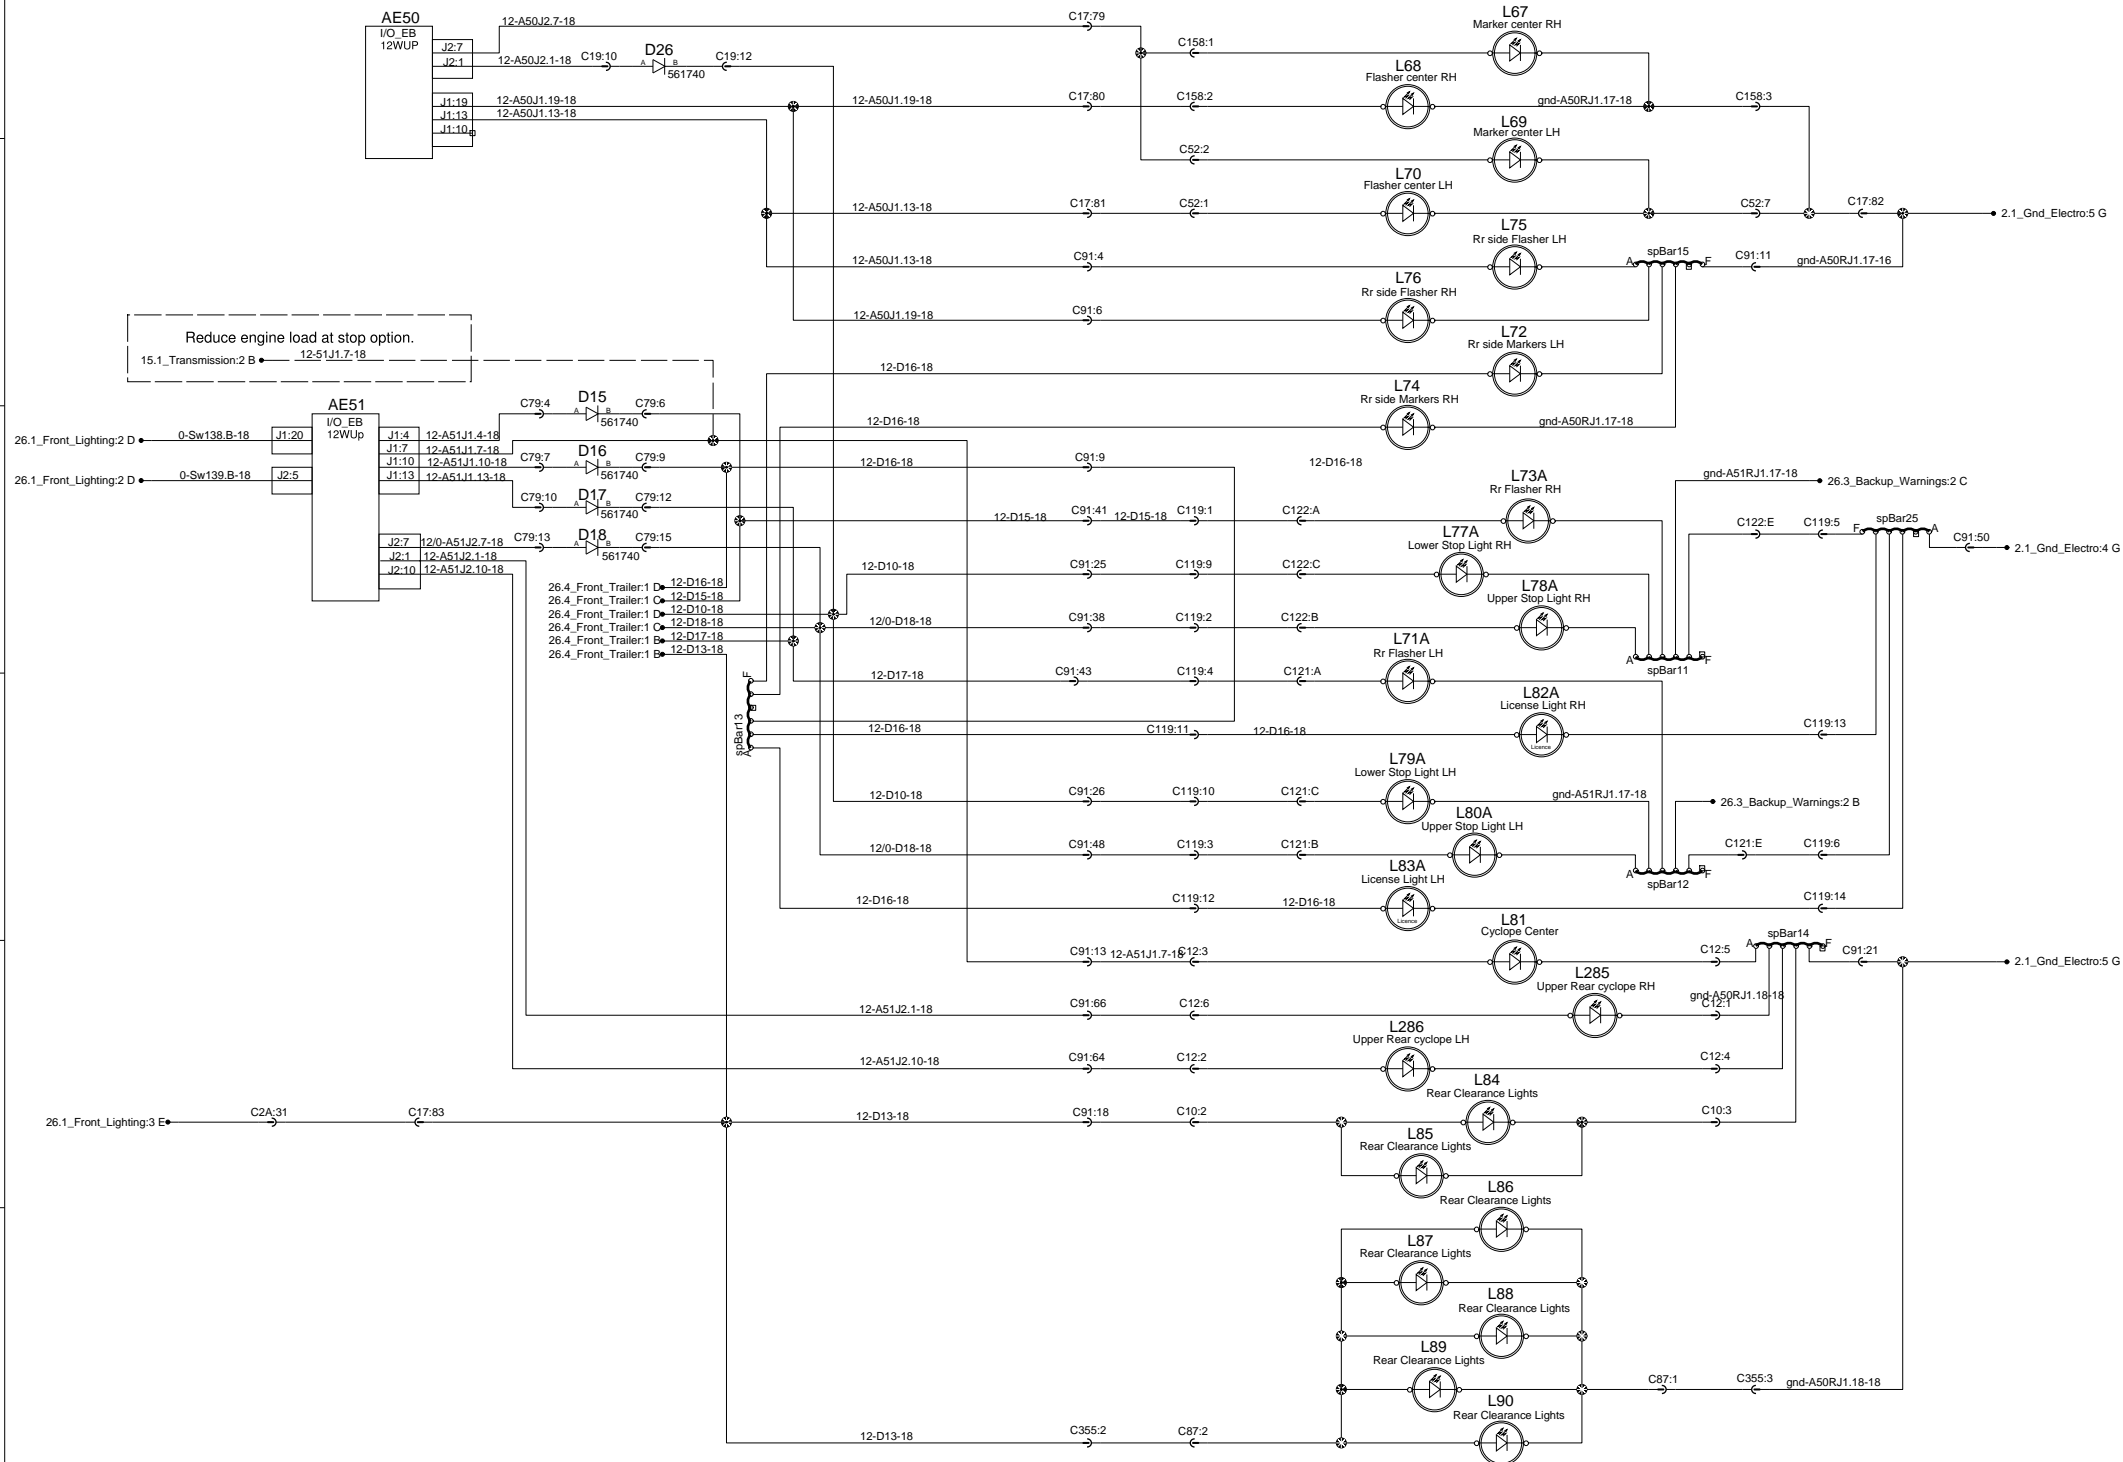 AE50
I/O_EB
12WUP
J2:7
J2:1
J1:19
J1:13
J1:10
12-A50J2.7-18
12-A50J2.1-18
C19:10
D26
A B
561740
C19:12
C17:79
C158:1
L67
Marker center RH
12-A50J1.19-18
12-A50J1.13-18
12-A50J1.19-18
C17:80
C158:2
L68
Flasher center RH
gnd-A50RJ1.17-18
C158:3
C52:2
L69
Marker center LH
12-A50J1.13-18
C17:81
C52:1
L70
Flasher center LH
C52:7
C17:82
2.1_Gnd_Electro:5 G
12-A50J1.13-18
C91:4
L75
Rr side Flasher LH
A spBar15 F
C91:11
gnd-A50RJ1.17-16
12-A50J1.19-18
C91:6
L76
Rr side Flasher RH
Reduce engine load at stop option.
15.1_Transmission:2 B
12-51J1.7-18
12-D16-18
L72
Rr side Markers LH
12-D16-18
L74
Rr side Markers RH
gnd-A50RJ1.17-18
AE51
I/O_EB
12WUp
26.1_Front_Lighting:2 D
0-Sw138.B-18
J1:20
26.1_Front_Lighting:2 D
0-Sw139.B-18
J2:5
J1:4
J1:7
J1:10
J1:13
12-A51J1.4-18
12-A51J1.7-18
12-A51J1.10-18
12-A51J1.13-18
C79:4
D15
A B
561740
C79:6
C79:7
D16
A B
561740
C79:9
C79:10
D17
A B
561740
C79:12
J2:7
J2:1
J2:10
12/0-A51J2.7-18
12-A51J2.1-18
12-A51J2.10-18
C79:13
D18
A B
561740
C79:15
12-D16-18
C91:9
12-D16-18
12-D15-18
C91:41
12-D15-18
C119:1
C122:A
L73A
Rr Flasher RH
gnd-A51RJ1.17-18
26.3_Backup_Warnings:2 C
C122:E
C119:5
F spBar25 A
C91:50
2.1_Gnd_Electro:4 G
26.4_Front_Trailer:1 D
12-D16-18
26.4_Front_Trailer:1 C
12-D15-18
26.4_Front_Trailer:1 D
12-D10-18
26.4_Front_Trailer:1 C
12-D18-18
26.4_Front_Trailer:1 B
12-D17-18
26.4_Front_Trailer:1 B
12-D13-18
12-D10-18
C91:25
C119:9
C122:C
L77A
Lower Stop Light RH
12/0-D18-18
C91:38
C119:2
C122:B
L78A
Upper Stop Light RH
A spBar11 F
12-D17-18
C91:43
C119:4
C121:A
L71A
Rr Flasher LH
F
spBar13
A
12-D16-18
C119:11
12-D16-18
L82A
License Light RH
Licence
C119:13
12-D10-18
C91:26
C119:10
C121:C
L79A
Lower Stop Light LH
gnd-A51RJ1.17-18
26.3_Backup_Warnings:2 B
12/0-D18-18
C91:48
C119:3
C121:B
L80A
Upper Stop Light LH
C121:E
C119:6
A spBar12 F
12-D16-18
C119:12
12-D16-18
L83A
License Light LH
Licence
C119:14
C91:13
12-A51J1.7-18
C12:3
L81
Cyclope Center
C12:5
A spBar14 F
C91:21
2.1_Gnd_Electro:5 G
12-A51J2.1-18
C91:66
C12:6
L285
Upper Rear cyclope RH
gnd-A50RJ1.18-18
C12:1
12-A51J2.10-18
C91:64
C12:2
L286
Upper Rear cyclope LH
C12:4
26.1_Front_Lighting:3 E
C2A:31
C17:83
12-D13-18
C91:18
C10:2
L84
Rear Clearance Lights
C10:3
L85
Rear Clearance Lights
L86
Rear Clearance Lights
L87
Rear Clearance Lights
L88
Rear Clearance Lights
L89
Rear Clearance Lights
C87:1
C355:3
gnd-A50RJ1.18-18
12-D13-18
C355:2
C87:2
L90
Rear Clearance Lights